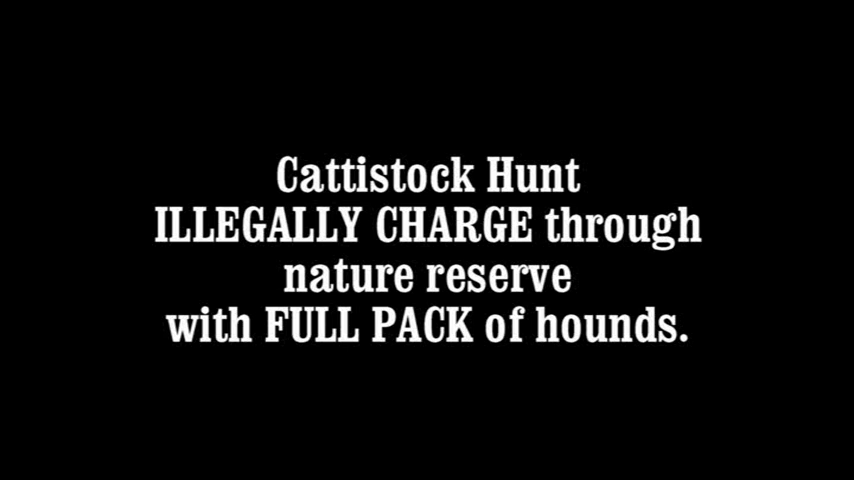 Cattistock Hunt
ILLEGALLY CHARGE through
nature reserve
with FULL PACK of hounds.